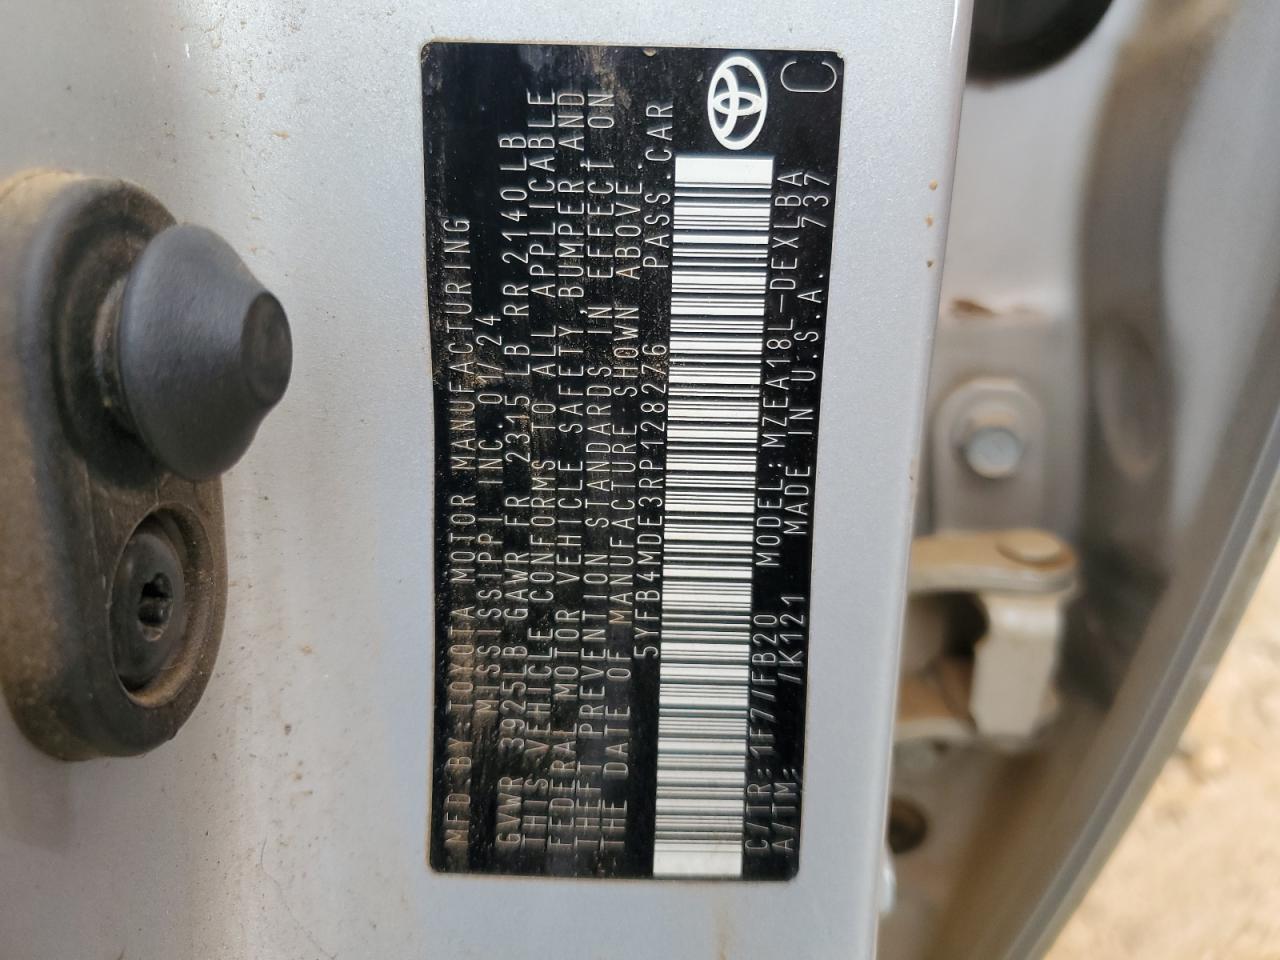 MFD BY:TOYOTA MOTOR MANUFACTURING
MISSISSIPPI INC.01/24
GVWR 3925LB GAWR FR 2315 LB RR 2140LB
THIS VEHICLE CONFORMS TO ALL APPLICABLE
FEDERAL MOTOR VEHICLE SAFETY,BUMPER,AND
THEFT PREVENTION STANDARDS IN EFFECT ON
THE DATE OF MANUFACTURE SHOWN ABOVE.
5YFB4MDE3RP128276 PASS.CAR
C/TR:1F7/FB20 MODEL:MZEA18L-DEXLBA
A/TM: /K121 MADE IN U.S.A. 737
C